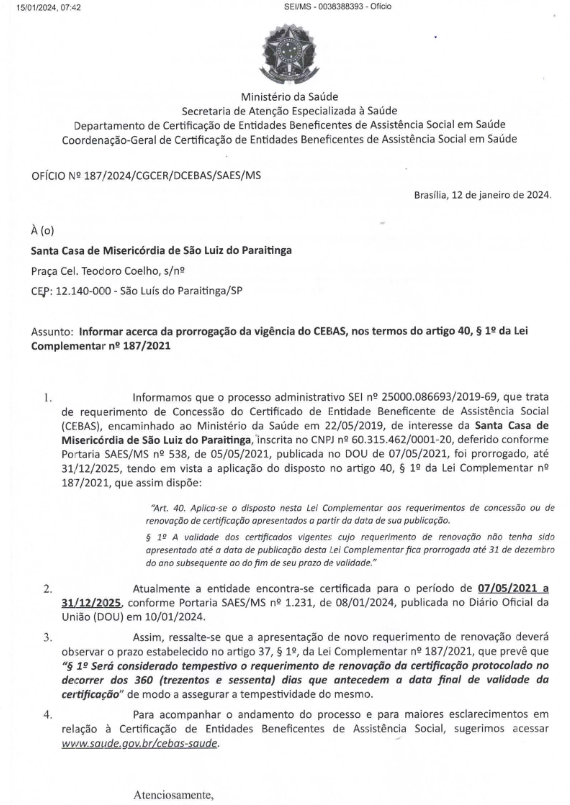 15/01/2024, 07:42
SEI/MS - 0038388393 - Ofício
Ministério da Saúde
Secretaria de Atenção Especializada à Saúde
Departamento de Certificação de Entidades Beneficentes de Assistência Social em Saúde
Coordenação-Geral de Certificação de Entidades Beneficentes de Assistência Social em Saúde
OFÍCIO Nº 187/2024/CGCER/DCEBAS/SAES/MS
Brasília, 12 de janeiro de 2024.
À (o)
Santa Casa de Misericórdia de São Luiz do Paraitinga
Praça Cel. Teodoro Coelho, s/nº
CEP: 12.140-000 - São Luís do Paraitinga/SP
Assunto: Informar acerca da prorrogação da vigência do CEBAS, nos termos do artigo 40, § 1º da Lei
Complementar nº 187/2021
1. Informamos que o processo administrativo SEI nº 25000.086693/2019-69, que trata
de requerimento de Concessão do Certificado de Entidade Beneficente de Assistência Social
(CEBAS), encaminhado ao Ministério da Saúde em 22/05/2019, de interesse da Santa Casa de
Misericórdia de São Luiz do Paraitinga, inscrita no CNPJ nº 60.315.462/0001-20, deferido conforme
Portaria SAES/MS nº 538, de 05/05/2021, publicada no DOU de 07/05/2021, foi prorrogado, até
31/12/2025, tendo em vista a aplicação do disposto no artigo 40, § 1º da Lei Complementar nº
187/2021, que assim dispõe:
"Art. 40. Aplica-se o disposto nesta Lei Complementar aos requerimentos de concessão ou de
renovação de certificação apresentados a partir da data de sua publicação.
§ 1º A validade dos certificados vigentes cujo requerimento de renovação não tenha sido
apresentado até a data de publicação desta Lei Complementar fica prorrogada até 31 de dezembro
do ano subsequente ao do fim de seu prazo de validade."
2. Atualmente a entidade encontra-se certificada para o período de 07/05/2021 a
31/12/2025, conforme Portaria SAES/MS nº 1.231, de 08/01/2024, publicada no Diário Oficial da
União (DOU) em 10/01/2024.
3. Assim, ressalte-se que a apresentação de novo requerimento de renovação deverá
observar o prazo estabelecido no artigo 37, § 1º, da Lei Complementar nº 187/2021, que prevê que
"§ 1º Será considerado tempestivo o requerimento de renovação da certificação protocolado no
decorrer dos 360 (trezentos e sessenta) dias que antecedem a data final de validade da
certificação" de modo a assegurar a tempestividade do mesmo.
4. Para acompanhar o andamento do processo e para maiores esclarecimentos em
relação à Certificação de Entidades Beneficentes de Assistência Social, sugerimos acessar
www.saude.gov.br/cebas-saude.
Atenciosamente,